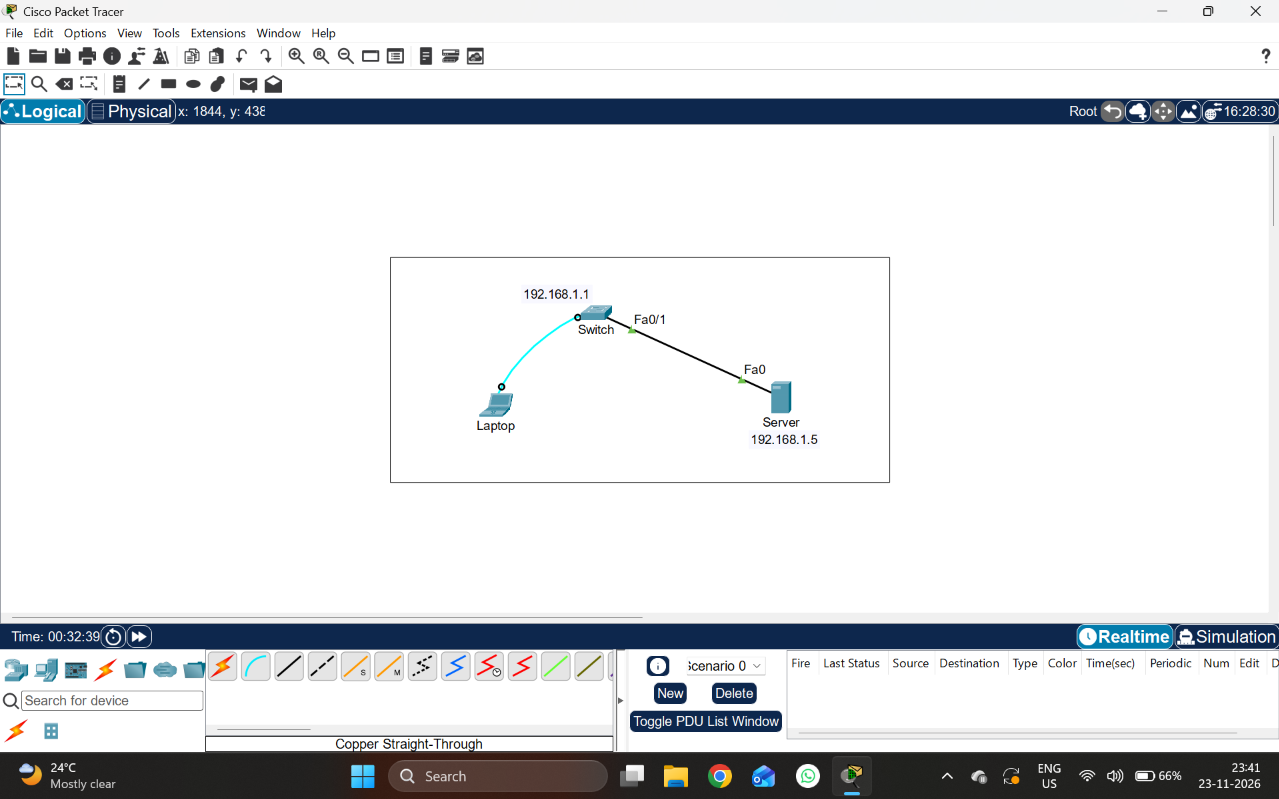 Cisco Packet Tracer
File Edit Options View Tools Extensions Window Help
?
Logical Physical x: 1844, y: 438 Root 16:28:30
192.168.1.1
Fa0/1
Switch
Fa0
Laptop
Server
192.168.1.5
Time: 00:32:39 Realtime Simulation
S M
Scenario 0
Fire Last Status Source Destination Type Color Time(sec) Periodic Num Edit D
New Delete
Search for device
Toggle PDU List Window
Copper Straight-Through
24°C
Mostly clear
Search
ENG
US
66%
23:41
23-11-2026